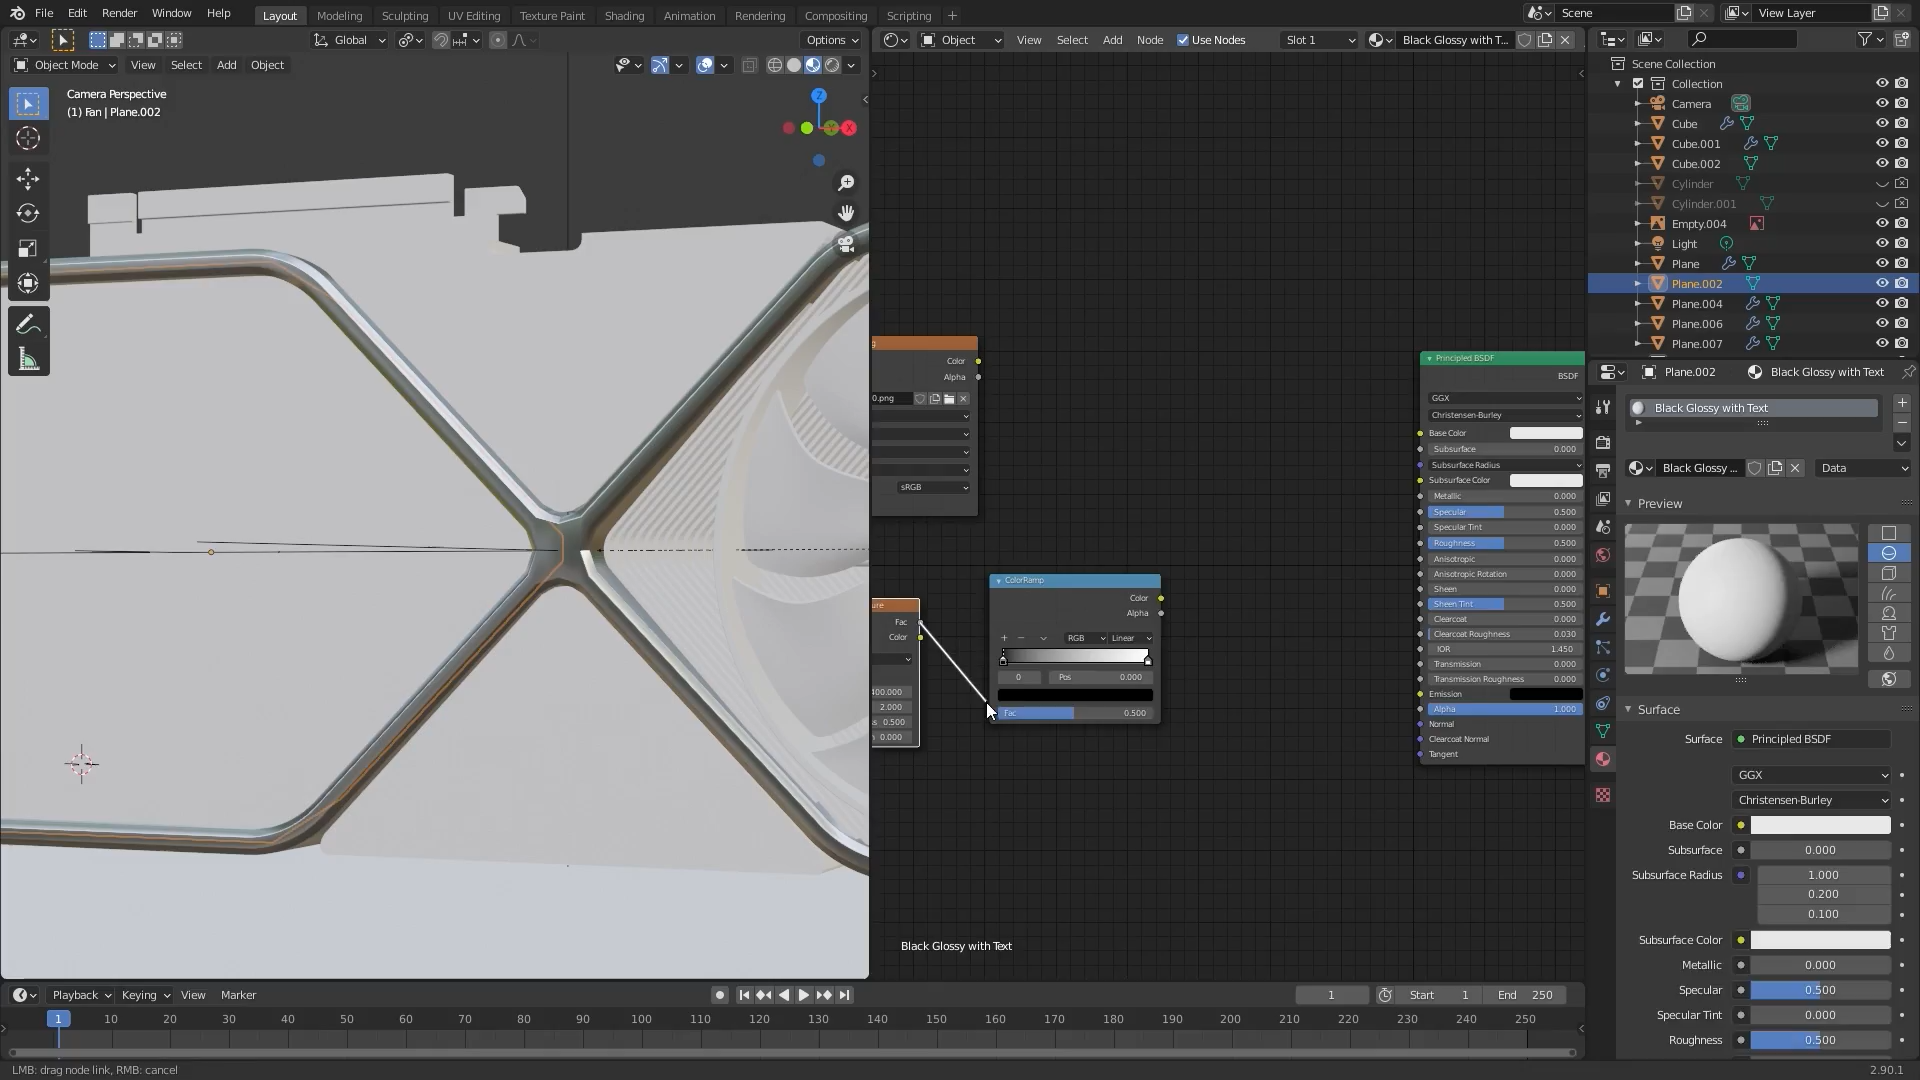 File Edit Render Window Help Layout Modeling Sculpting UV Editing Texture Paint Shading Animation Rendering Compositing Scripting + Scene View Layer
Global Options Object View Select Add Node Use Nodes Slot 1 Black Glossy with T...
Object Mode View Select Add Object
Camera Perspective
(1) Fan | Plane.002
Z
Y
X
Color
Alpha
0.png
sRGB
ure
Fac
Color
400.000
2.000
0.500
0.000
ColorRamp
Color
Alpha
RGB Linear
0 Pos 0.000
Fac 0.500
Principled BSDF
BSDF
GGX
Christensen-Burley
Base Color
Subsurface 0.000
Subsurface Radius
Subsurface Color
Metallic 0.000
Specular 0.500
Specular Tint 0.000
Roughness 0.500
Anisotropic 0.000
Anisotropic Rotation 0.000
Sheen 0.000
Sheen Tint 0.500
Clearcoat 0.000
Clearcoat Roughness 0.030
IOR 1.450
Transmission 0.000
Transmission Roughness 0.000
Emission
Alpha 1.000
Normal
Clearcoat Normal
Tangent
Black Glossy with Text
Scene Collection
Collection
Camera
Cube
Cube.001
Cube.002
Cylinder
Cylinder.001
Empty.004
Light
Plane
Plane.002
Plane.004
Plane.006
Plane.007
Plane.002 Black Glossy with Text
Black Glossy with Text
Black Glossy ... Data
Preview
Surface
Surface Principled BSDF
GGX
Christensen-Burley
Base Color
Subsurface 0.000
Subsurface Radius 1.000
0.200
0.100
Subsurface Color
Metallic 0.000
Specular 0.500
Specular Tint 0.000
Roughness 0.500
Playback Keying View Marker 1 Start 1 End 250
1 10 20 30 40 50 60 70 80 90 100 110 120 130 140 150 160 170 180 190 200 210 220 230 240 250
LMB: drag node link, RMB: cancel 2.90.1